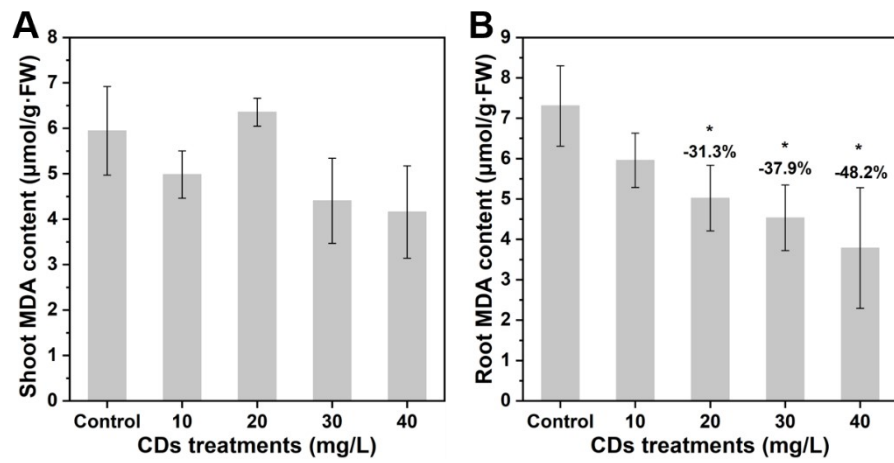 A
Shoot MDA content (μmol/g·FW)
8
7
6
5
4
3
2
1
0
Control 10 20 30 40
CDs treatments (mg/L)
B
Root MDA content (μmol/g·FW)
9
8
7
6
5
4
3
2
1
0
* * *
-31.3% -37.9% -48.2%
Control 10 20 30 40
CDs treatments (mg/L)